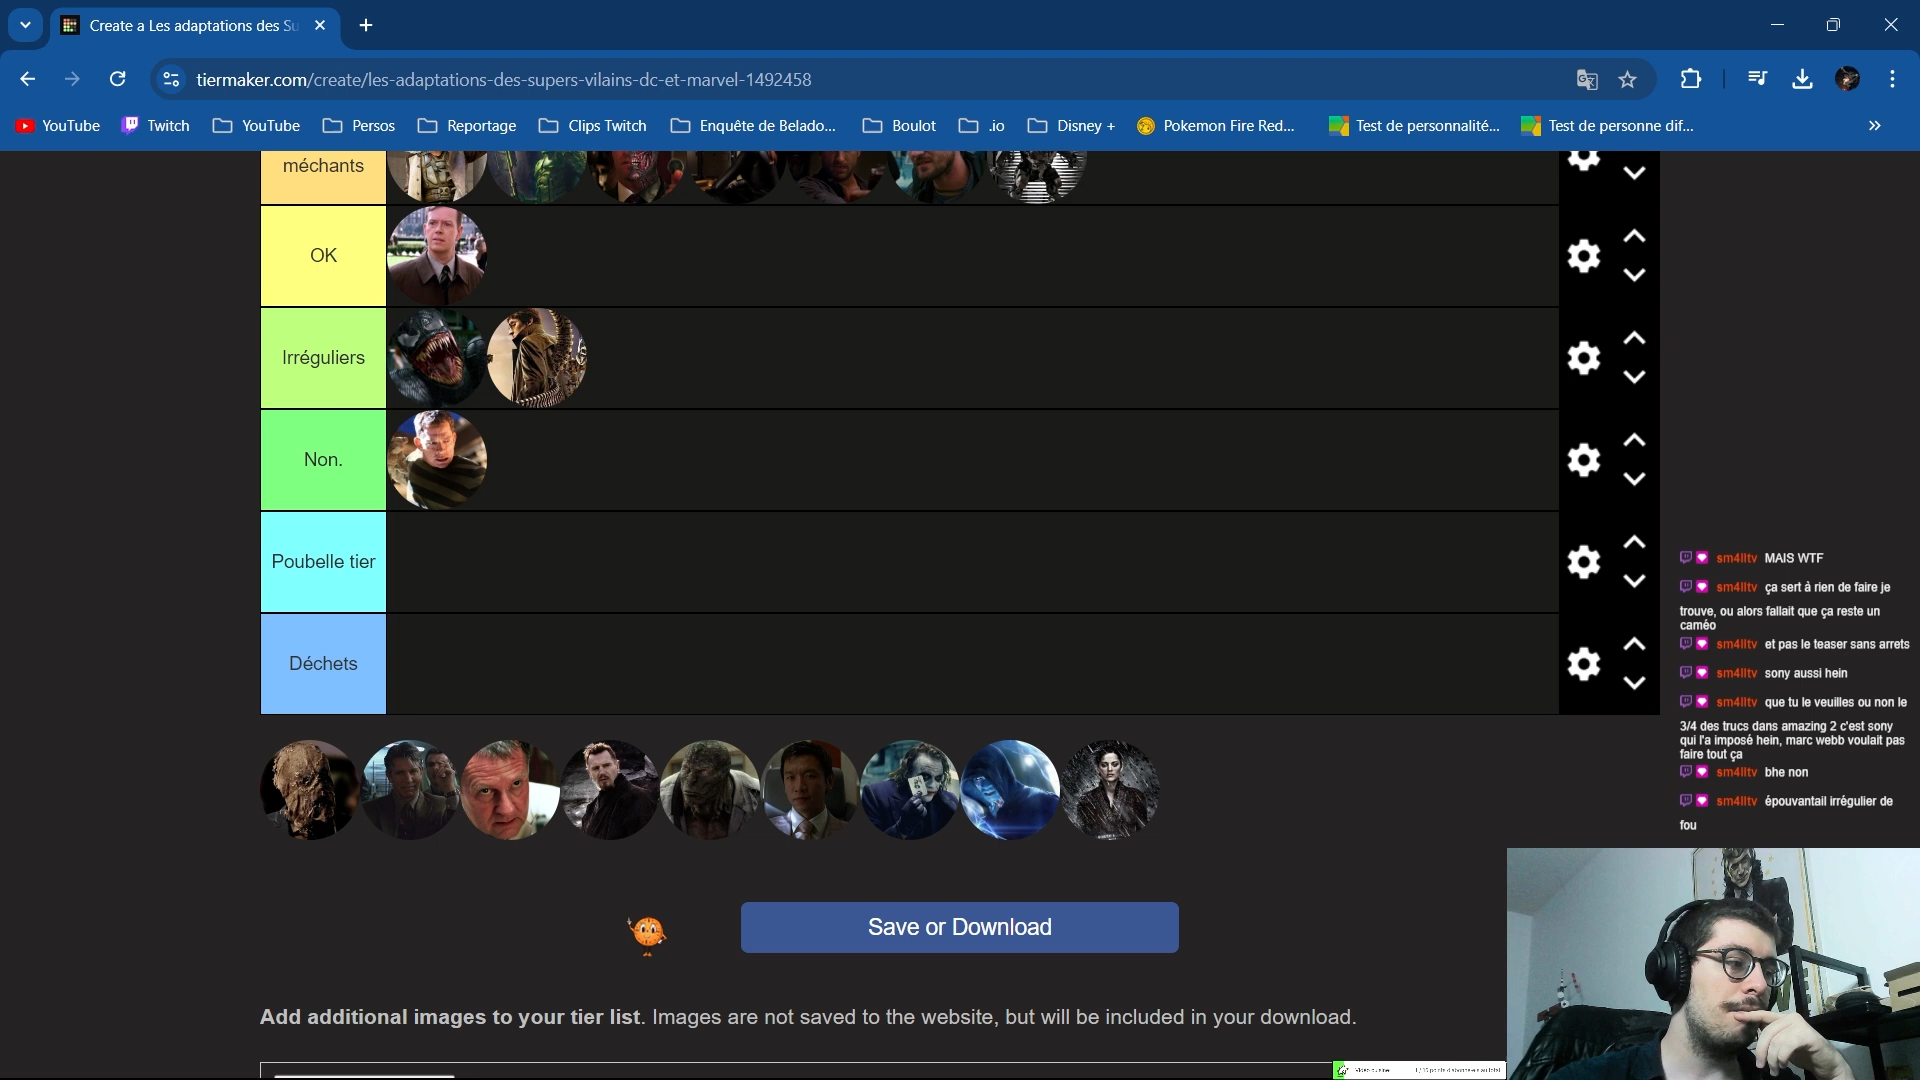 Create a Les adaptations des Su
tiermaker.com/create/les-adaptations-des-supers-vilains-dc-et-marvel-1492458
YouTube
Twitch
YouTube
Persos
Reportage
Clips Twitch
Enquête de Belado...
Boulot
.io
Disney +
Pokemon Fire Red...
Test de personnalité...
Test de personne dif...
méchants
OK
Irréguliers
Non.
Poubelle tier
Déchets
sm4lltv MAIS WTF
sm4lltv ça sert à rien de faire je
trouve, ou alors fallait que ça reste un
caméo
sm4lltv et pas le teaser sans arrets
sm4lltv sony aussi hein
sm4lltv que tu le veuilles ou non le
3/4 des trucs dans amazing 2 c'est sony
qui l'a imposé hein, marc webb voulait pas
faire tout ça
sm4lltv bhe non
sm4lltv épouvantail irrégulier de
fou
Save or Download
Add additional images to your tier list. Images are not saved to the website, but will be included in your download.